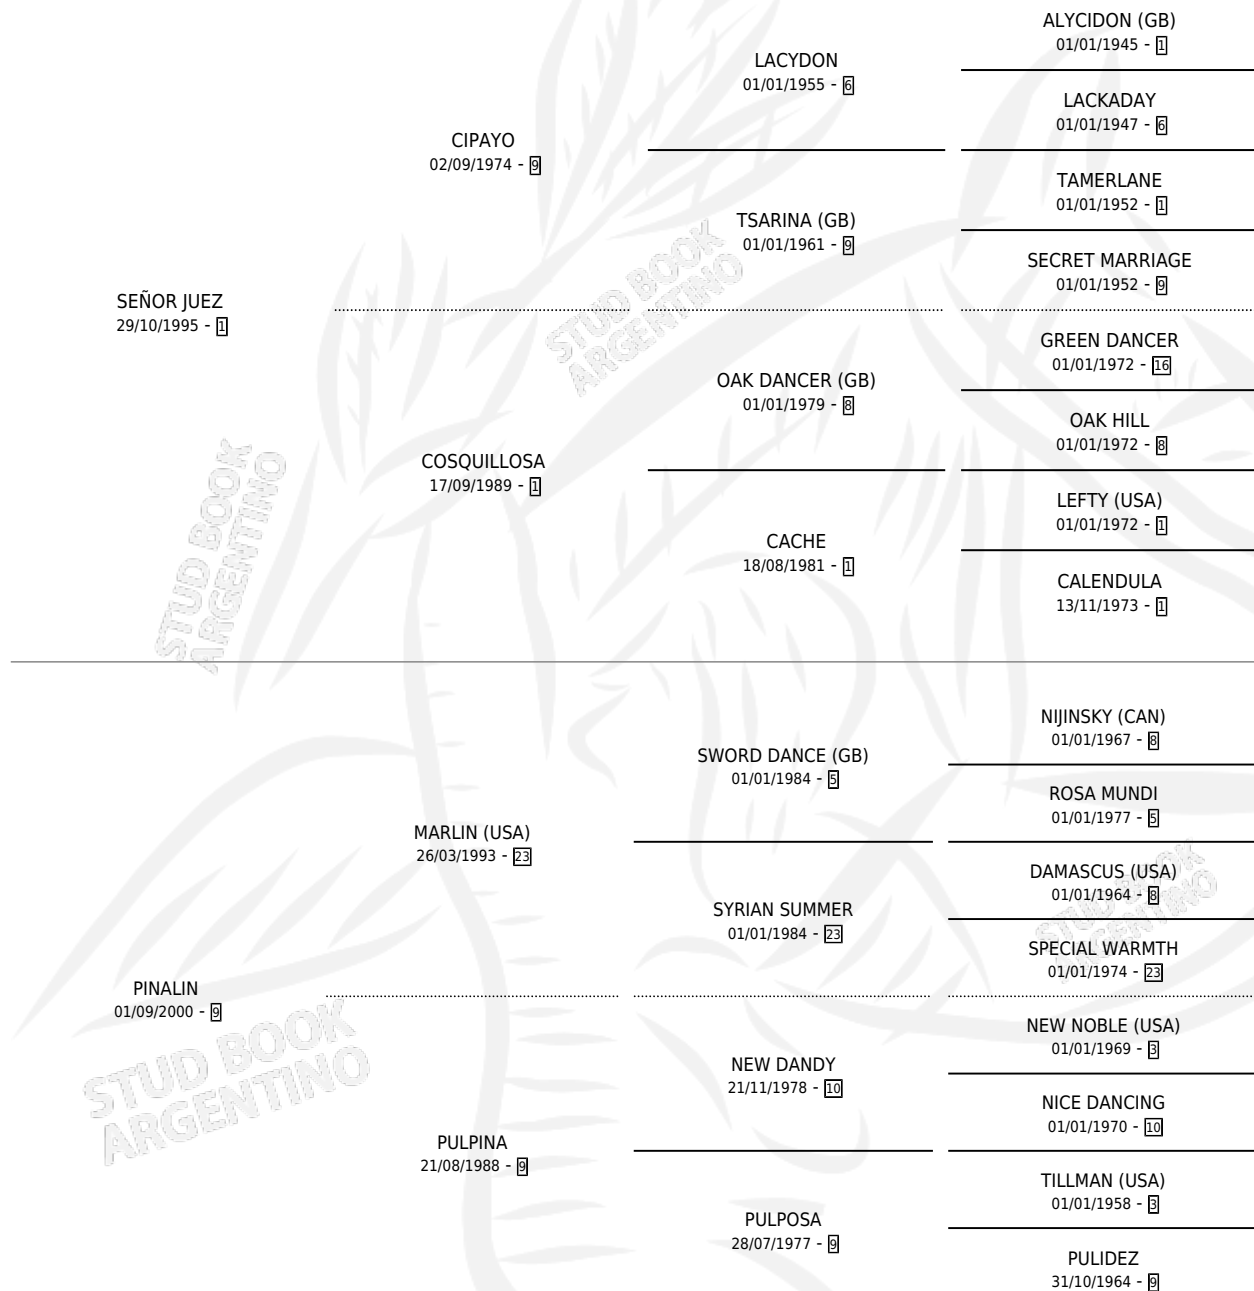 ALYCIDON (GB)
01/01/1945 - 1
LACYDON
01/01/1955 - 6
LACKADAY
01/01/1947 - 6
CIPAYO
02/09/1974 - 9
TAMERLANE
01/01/1952 - 1
TSARINA (GB)
01/01/1961 - 9
SECRET MARRIAGE
01/01/1952 - 9
SEÑOR JUEZ
29/10/1995 - 1
STUD BOOK
ARGENTINO
GREEN DANCER
01/01/1972 - 16
OAK DANCER (GB)
01/01/1979 - 8
OAK HILL
01/01/1972 - 8
COSQUILLOSA
17/09/1989 - 1
LEFTY (USA)
01/01/1972 - 1
CACHE
18/08/1981 - 1
CALENDULA
13/11/1973 - 1
STUD BOOK
ARGENTINO
NIJINSKY (CAN)
01/01/1967 - 8
SWORD DANCE (GB)
01/01/1984 - 5
ROSA MUNDI
01/01/1977 - 5
MARLIN (USA)
26/03/1993 - 23
DAMASCUS (USA)
01/01/1964 - 8
SYRIAN SUMMER
01/01/1984 - 23
SPECIAL WARMTH
01/01/1974 - 23
STUD BOOK
ARGENTINO
PINALIN
01/09/2000 - 9
NEW NOBLE (USA)
01/01/1969 - 3
NEW DANDY
21/11/1978 - 10
NICE DANCING
01/01/1970 - 10
STUD BOOK
ARGENTINO
PULPINA
21/08/1988 - 9
TILLMAN (USA)
01/01/1958 - 3
PULPOSA
28/07/1977 - 9
PULIDEZ
31/10/1964 - 9